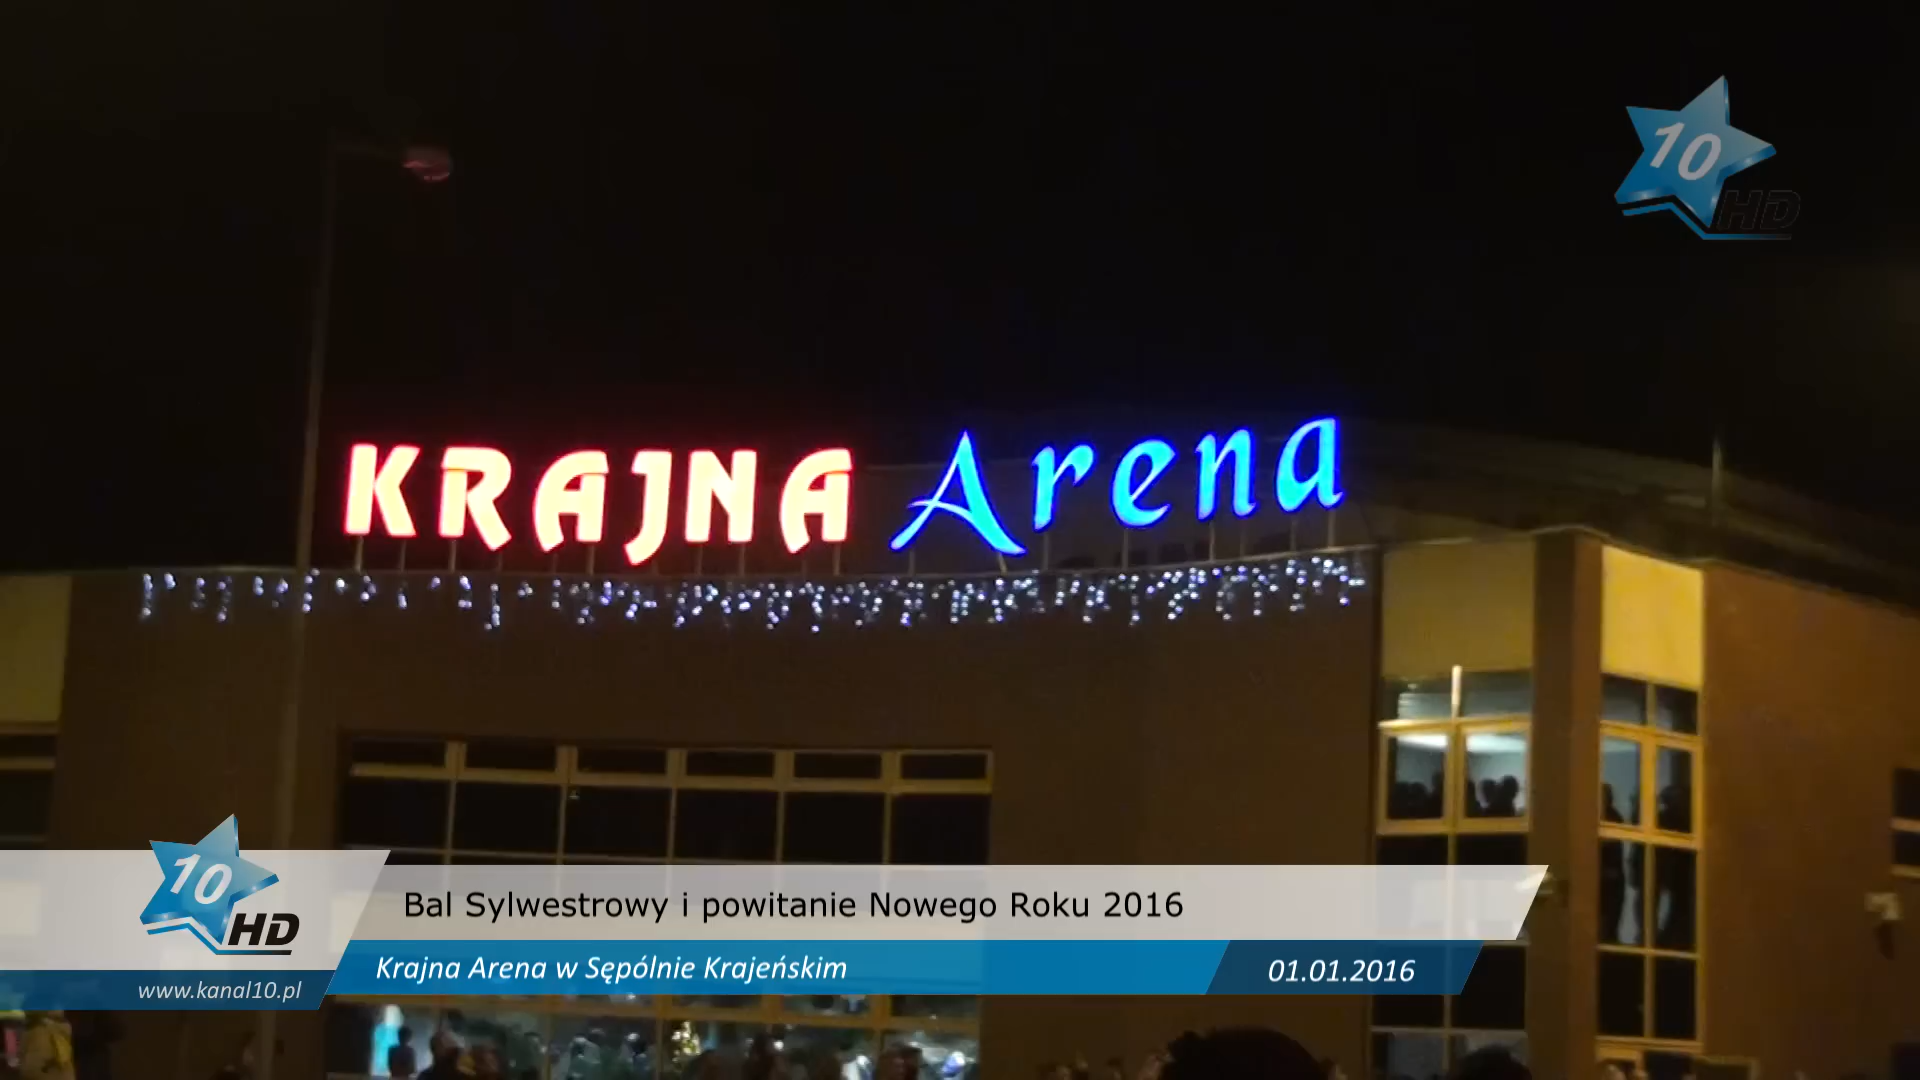 10
HD
KRAJNA Arena
10
HD
Bal Sylwestrowy i powitanie Nowego Roku 2016
Krajna Arena w Sępólnie Krajeńskim
01.01.2016
www.kanal10.pl